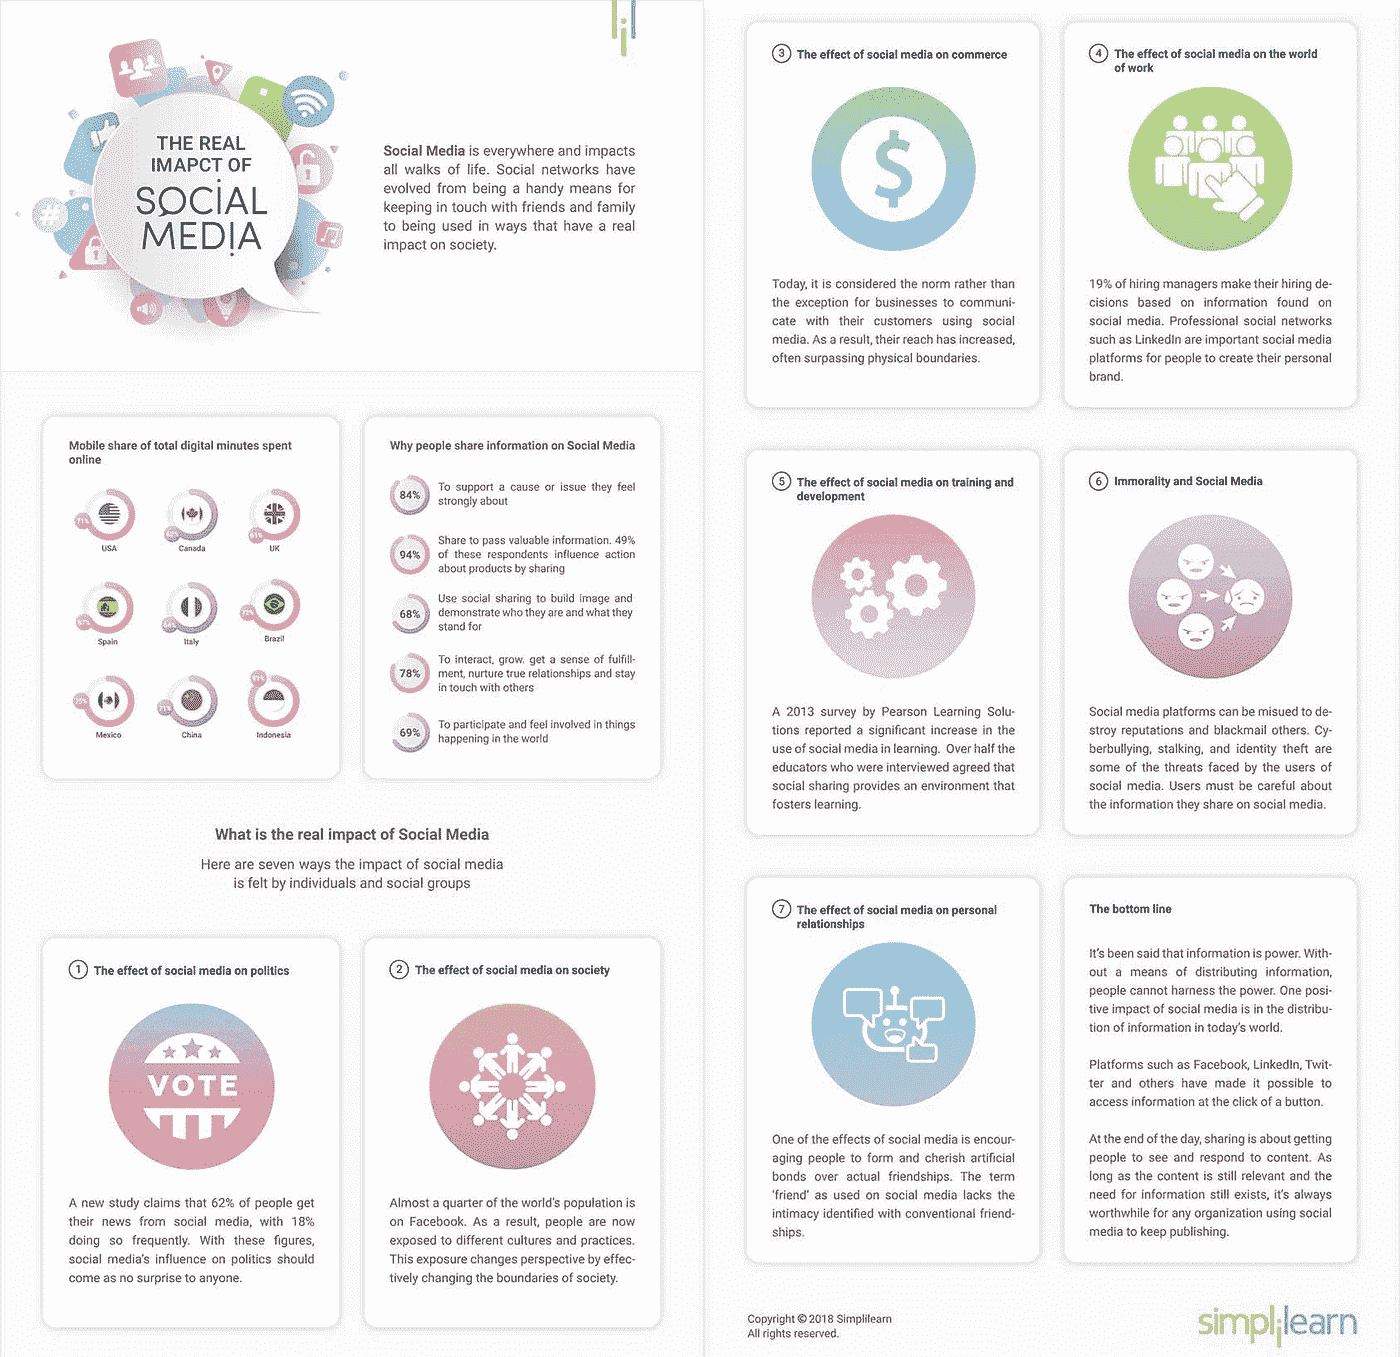 THE REAL
IMAPCT OF
SOCIAL
MEDIA
Social Media is everywhere and impacts
all walks of life. Social networks have
evolved from being a handy means for
keeping in touch with friends and family
to being used in ways that have a real
impact on society.
Mobile share of total digital minutes spent
online
71%
USA
Canada
UK
Spain
Italy
72%
Brazil
75%
Mexico
71%
China
91%
Indonesia
Why people share information on Social Media
84%
To support a cause or issue they feel
strongly about
94%
Share to pass valuable information. 49%
of these respondents influence action
about products by sharing
68%
Use social sharing to build image and
demonstrate who they are and what they
stand for
78%
To interact, grow. get a sense of fulfill-
ment, nurture true relationships and stay
in touch with others
69%
To participate and feel involved in things
happening in the world
What is the real impact of Social Media
Here are seven ways the impact of social media
is felt by individuals and social groups
1 The effect of social media on politics
VOTE
A new study claims that 62% of people get
their news from social media, with 18%
doing so frequently. With these figures,
social media's influence on politics should
come as no surprise to anyone.
2 The effect of social media on society
Almost a quarter of the world's population is
on Facebook. As a result, people are now
exposed to different cultures and practices.
This exposure changes perspective by effec-
tively changing the boundaries of society.
3 The effect of social media on commerce
$
Today, it is considered the norm rather than
the exception for businesses to communi-
cate with their customers using social
media. As a result, their reach has increased,
often surpassing physical boundaries.
4 The effect of social media on the world
of work
19% of hiring managers make their hiring de-
cisions based on information found on
social media. Professional social networks
such as LinkedIn are important social media
platforms for people to create their personal
brand.
5 The effect of social media on training and
development
A 2013 survey by Pearson Learning Solu-
tions reported a significant increase in the
use of social media in learning. Over half the
educators who were interviewed agreed that
social sharing provides an environment that
fosters learning.
6 Immorality and Social Media
Social media platforms can be misued to de-
stroy reputations and blackmail others. Cy-
berbullying, stalking, and identity theft are
some of the threats faced by the users of
social media. Users must be careful about
the information they share on social media.
7 The effect of social media on personal
relationships
One of the effects of social media is encour-
aging people to form and cherish artificial
bonds over actual friendships. The term
'friend' as used on social media lacks the
intimacy identified with conventional friend-
ships.
The bottom line
It's been said that information is power. With-
out a means of distributing information,
people cannot harness the power. One posi-
tive impact of social media is in the distribu-
tion of information in today's world.
Platforms such as Facebook, LinkedIn, Twit-
ter and others have made it possible to
access information at the click of a button.
At the end of the day, sharing is about getting
people to see and respond to content. As
long as the content is still relevant and the
need for information still exists, it's always
worthwhile for any organization using social
media to keep publishing.
Copyright © 2018 Simplilearn
All rights reserved.
simplilearn